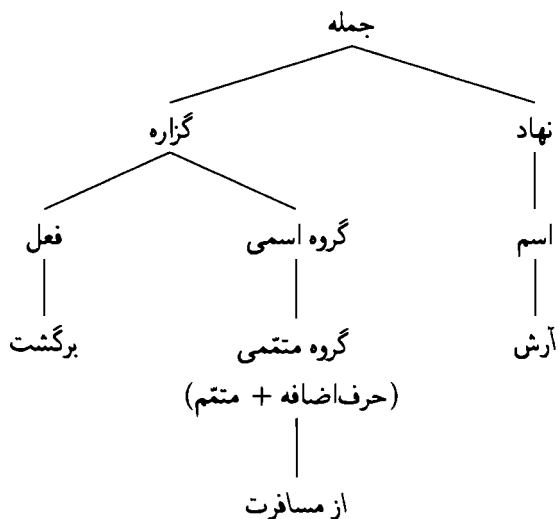 جمله
نهاد گزاره
اسم گروه اسمی فعل
آرش گروه متمّمی برگشت
(حرف‌اضافه + متمّم)
از مسافرت